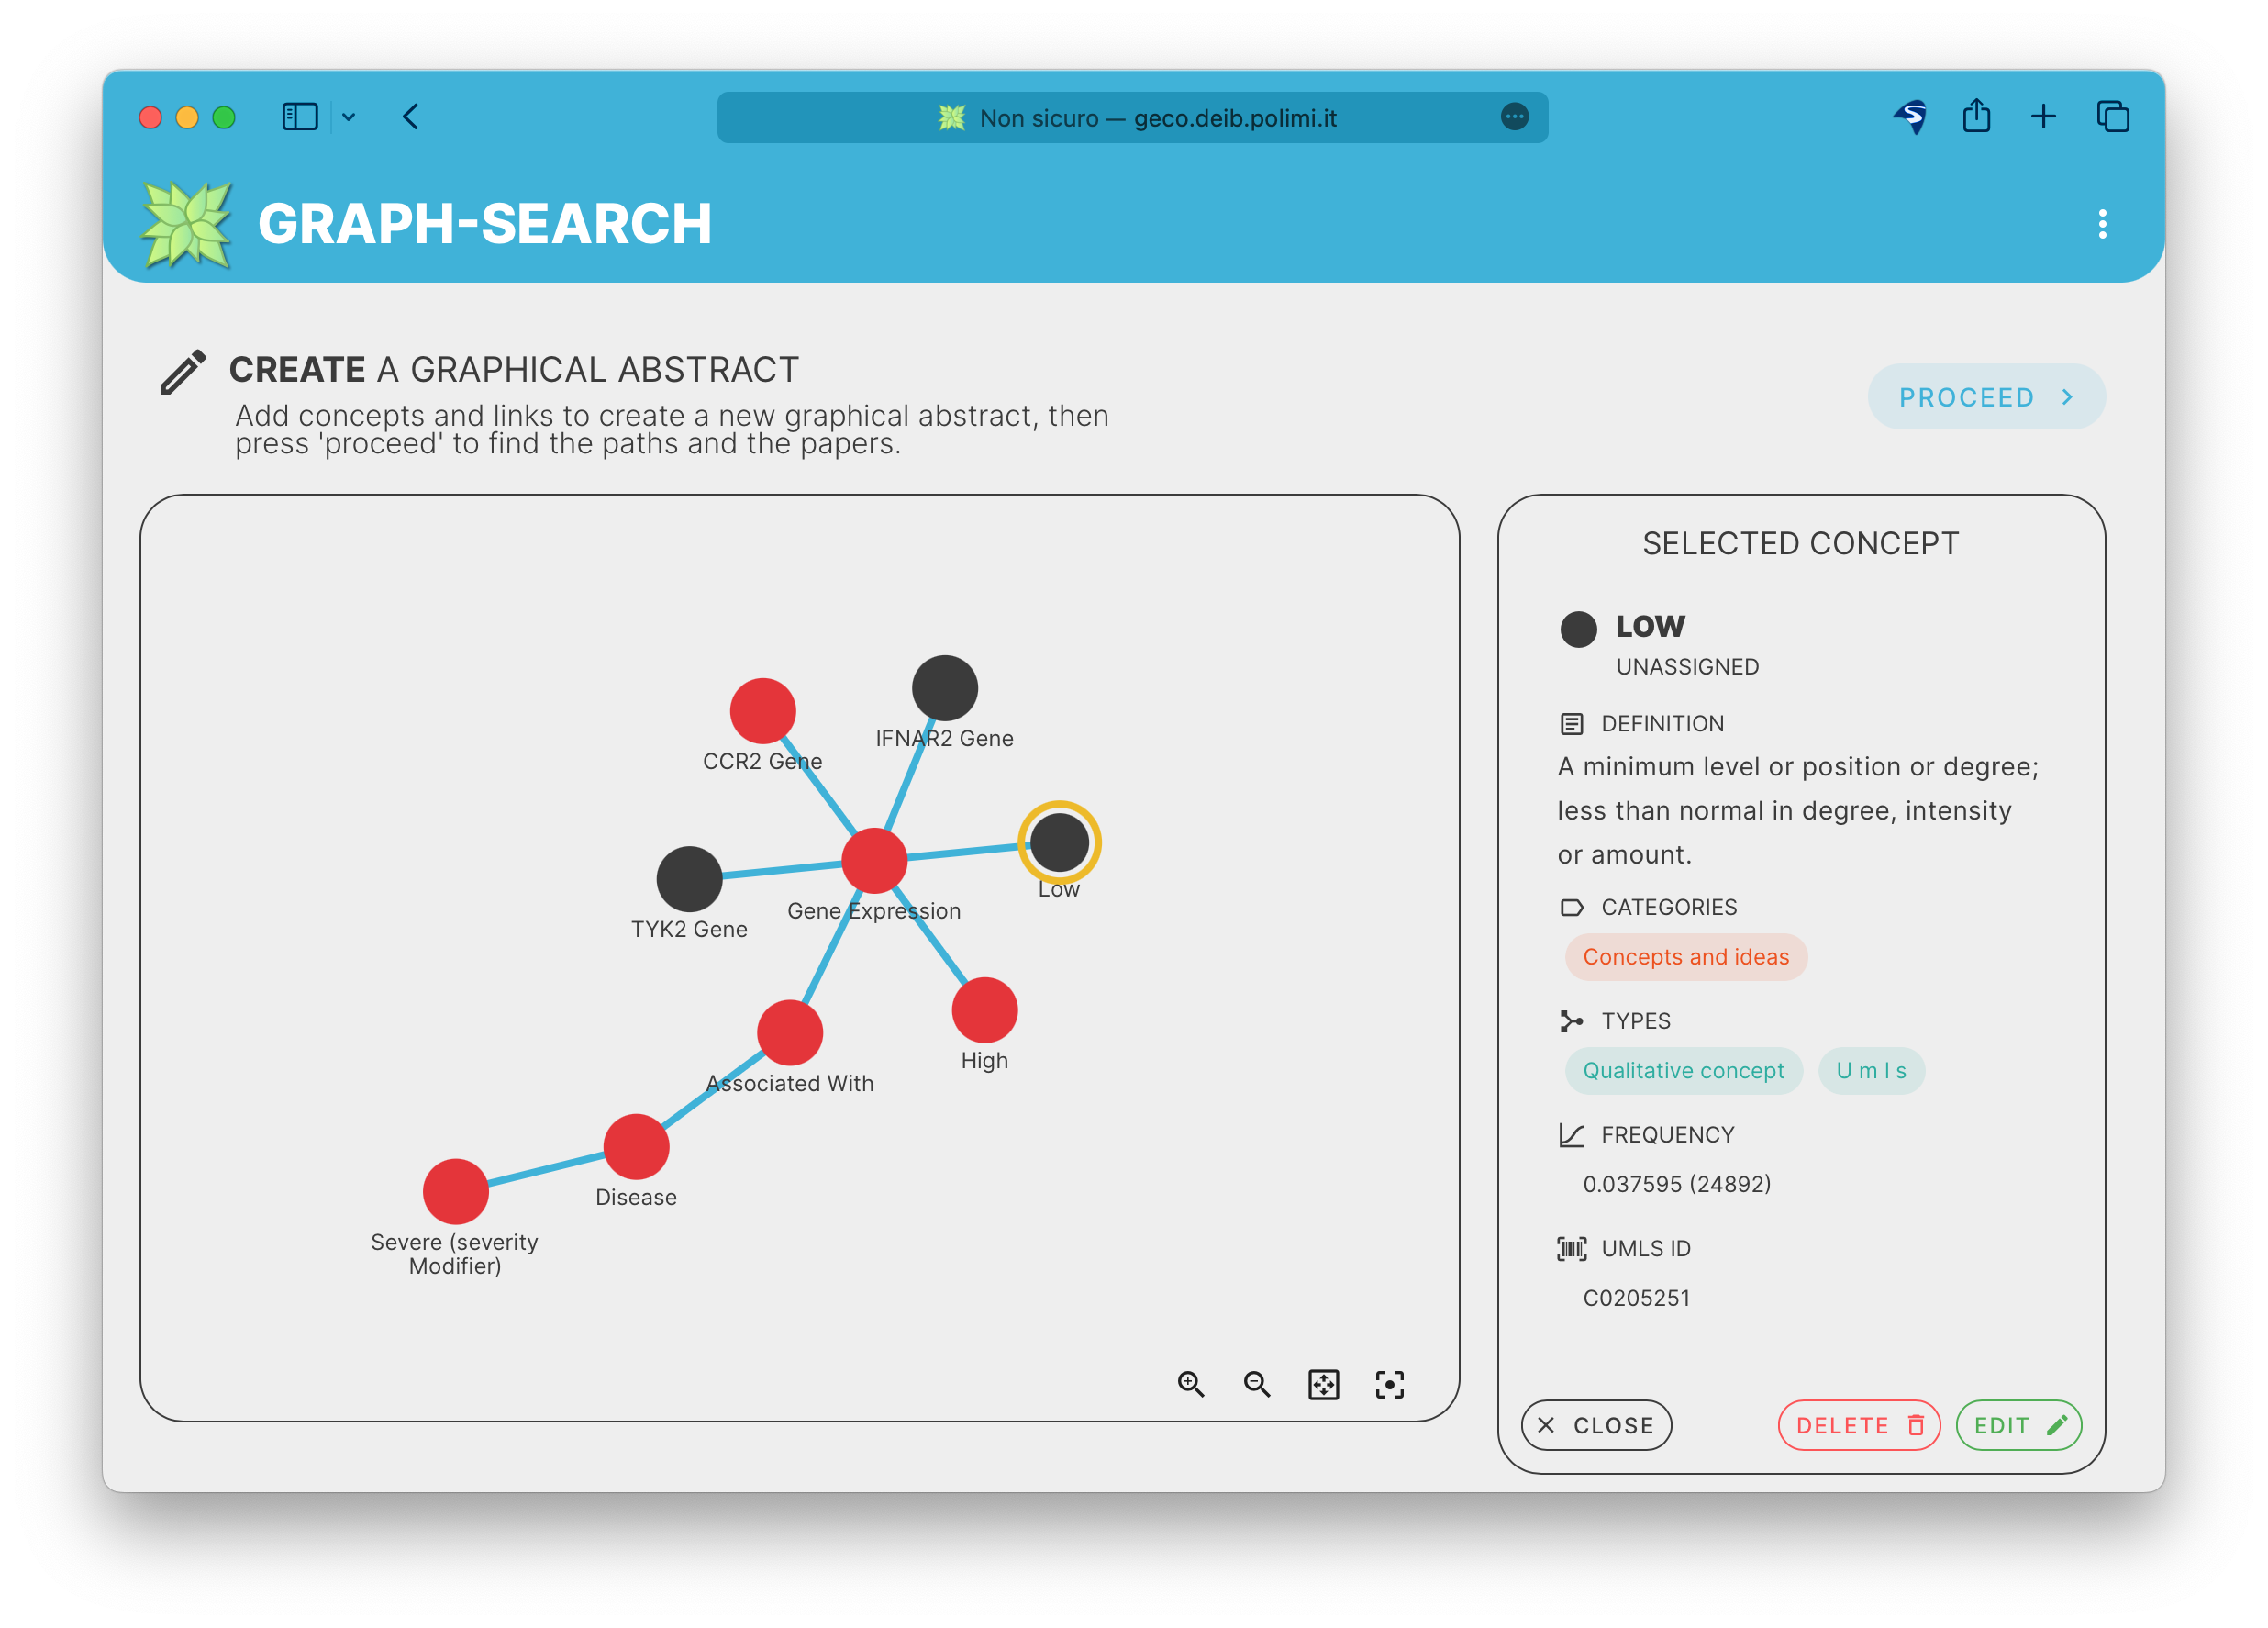 Non sicuro — geco.deib.polimi.it
GRAPH-SEARCH
CREATE A GRAPHICAL ABSTRACT
Add concepts and links to create a new graphical abstract, then
press 'proceed' to find the paths and the papers.
PROCEED
CCR2 Gene
IFNAR2 Gene
Low
Gene Expression
TYK2 Gene
High
Associated With
Disease
Severe (severity
Modifier)
SELECTED CONCEPT
LOW
UNASSIGNED
DEFINITION
A minimum level or position or degree;
less than normal in degree, intensity
or amount.
CATEGORIES
Concepts and ideas
TYPES
Qualitative concept
U m l s
FREQUENCY
0.037595 (24892)
UMLS ID
C0205251
CLOSE
DELETE
EDIT